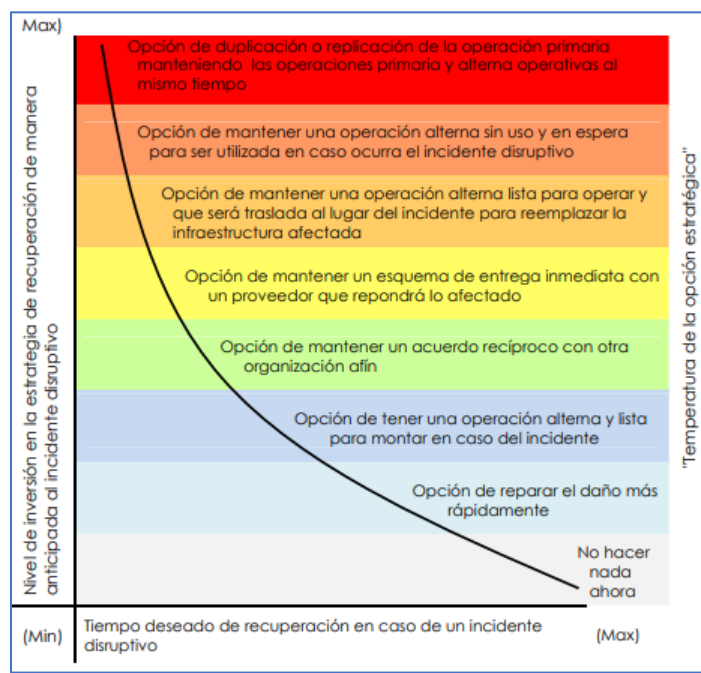 Max)
Nivel de inversión en la estrategia de recuperación de manera
anticipada al incidente disruptivo
Opción de duplicación o replicación de la operación primaria
manteniendo las operaciones primaria y alterna operativas al
mismo tiempo
Opción de mantener una operación alterna sin uso y en espera
para ser utilizada en caso ocurra el incidente disruptivo
Opción de mantener una operación alterna lista para operar y
que será traslada al lugar del incidente para reemplazar la
infraestructura afectada
Opción de mantener un esquema de entrega inmediata con
un proveedor que repondrá lo afectado
Opción de mantener un acuerdo recíproco con otra
organización afín
Opción de tener una operación alterna y lista
para montar en caso del incidente
Opción de reparar el daño más
rápidamente
No hacer
nada
ahora
"Temperatura de la opción estratégica"
(Min)
Tiempo deseado de recuperación en caso de un incidente
disruptivo
(Max)